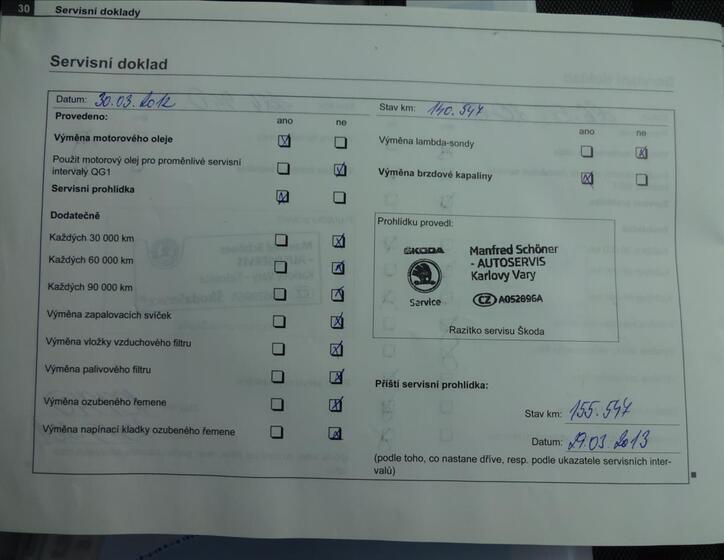 30 Servisní doklady
Servisní doklad
Datum: 30.03.2012
Stav km: 140.547
Provedeno:
ano ne
Výměna motorového oleje
Použit motorový olej pro proměnlivé servisní
intervaly QG1
Servisní prohlídka
Dodatečně
Každých 30 000 km
Každých 60 000 km
Každých 90 000 km
Výměna zapalovacích svíček
Výměna vložky vzduchového filtru
Výměna palivového filtru
Výměna ozubeného řemene
Výměna napínací kladky ozubeného řemene
ano ne
Výměna lambda-sondy
Výměna brzdové kapaliny
Prohlídku provedl:
ŠKODA
Service
Manfred Schöner
- AUTOSERVIS
Karlovy Vary
CZ A052896A
Razítko servisu Škoda
Příští servisní prohlídka:
Stav km: 155.547
Datum: 29.03.2013
(podle toho, co nastane dříve, resp. podle ukazatele servisních inter-
valů)